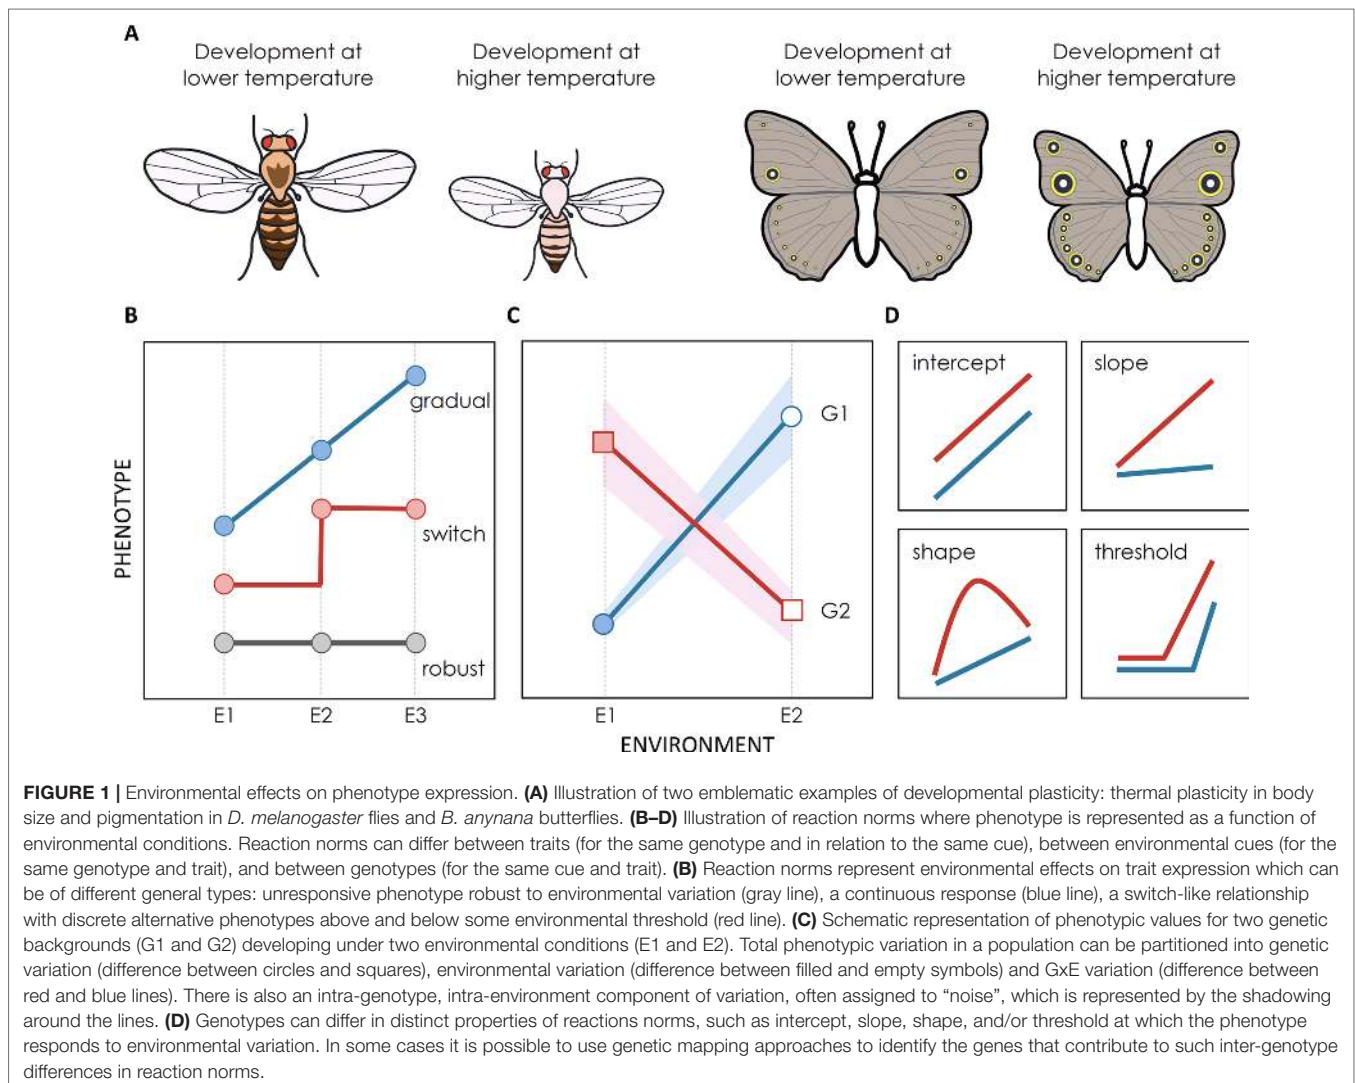 A
Development at
lower temperature
Development at
higher temperature
Development at
lower temperature
Development at
higher temperature
B
PHENOTYPE
gradual
switch
robust
E1
E2
E3
C
G1
G2
E1
E2
ENVIRONMENT
D
intercept
slope
shape
threshold
FIGURE 1 | Environmental effects on phenotype expression. (A) Illustration of two emblematic examples of developmental plasticity: thermal plasticity in body
size and pigmentation in D. melanogaster flies and B. anynana butterflies. (B–D) Illustration of reaction norms where phenotype is represented as a function of
environmental conditions. Reaction norms can differ between traits (for the same genotype and in relation to the same cue), between environmental cues (for the
same genotype and trait), and between genotypes (for the same cue and trait). (B) Reaction norms represent environmental effects on trait expression which can
be of different general types: unresponsive phenotype robust to environmental variation (gray line), a continuous response (blue line), a switch-like relationship
with discrete alternative phenotypes above and below some environmental threshold (red line). (C) Schematic representation of phenotypic values for two genetic
backgrounds (G1 and G2) developing under two environmental conditions (E1 and E2). Total phenotypic variation in a population can be partitioned into genetic
variation (difference between circles and squares), environmental variation (difference between filled and empty symbols) and GxE variation (difference between
red and blue lines). There is also an intra-genotype, intra-environment component of variation, often assigned to “noise”, which is represented by the shadowing
around the lines. (D) Genotypes can differ in distinct properties of reactions norms, such as intercept, slope, shape, and/or threshold at which the phenotype
responds to environmental variation. In some cases it is possible to use genetic mapping approaches to identify the genes that contribute to such inter-genotype
differences in reaction norms.